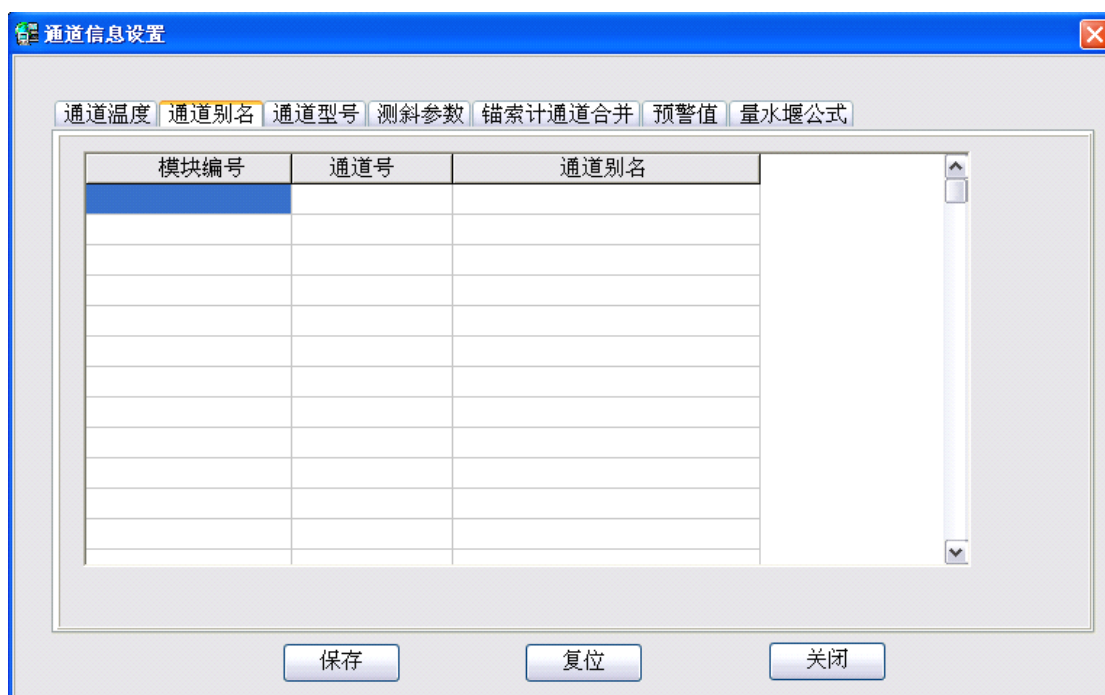 通道信息设置
通道温度 通道别名 通道型号 测斜参数 锚索计通道合并 预警值 量水堰公式
模块编号 通道号 通道别名
保存 复位 关闭